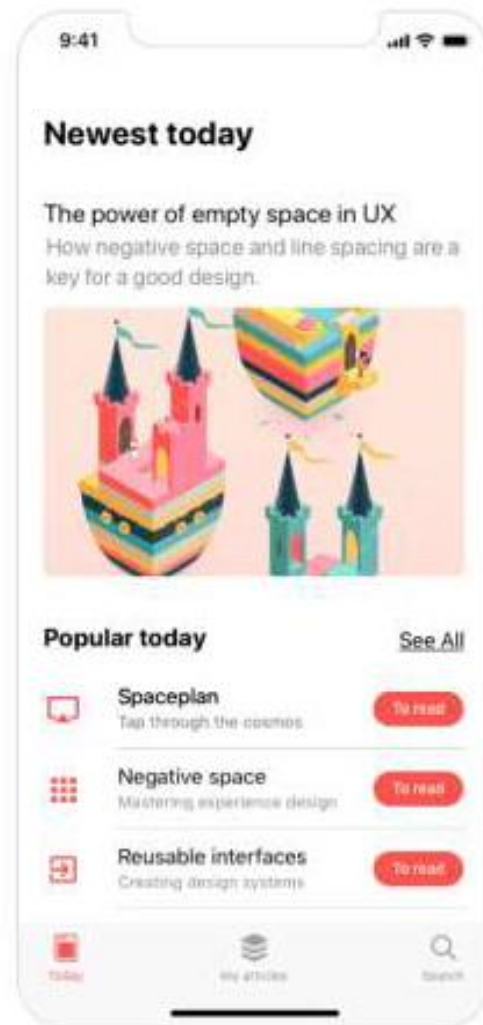 9:41
Newest today
The power of empty space in UX
How negative space and line spacing are a
key for a good design.
Popular today
See All
Spaceplan
Tap through the cosmos
To read
Negative space
Mastering experience design
To read
Reusable interfaces
Creating design systems
To read
Today
My articles
Search